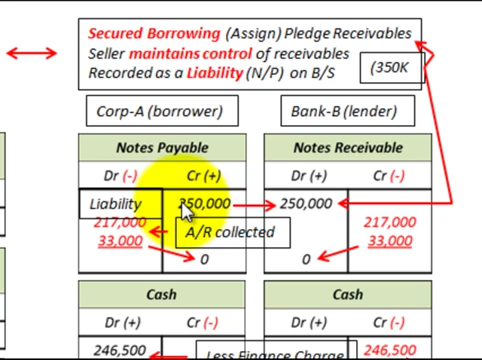 Secured Borrowing (Assign) Pledge Receivables
Seller maintains control of receivables
Recorded as a Liability (N/P) on B/S
(350K
Corp-A (borrower)
Bank-B (lender)
Notes Payable
Notes Receivable
Dr (-) Cr (+)
Dr (+) Cr (-)
Liability 250,000
250,000
217,000
A/R collected
217,000
33,000
33,000
0
0
Cash
Cash
Dr (+) Cr (-)
Dr (+) Cr (-)
246,500
Less Finance Charge
246,500